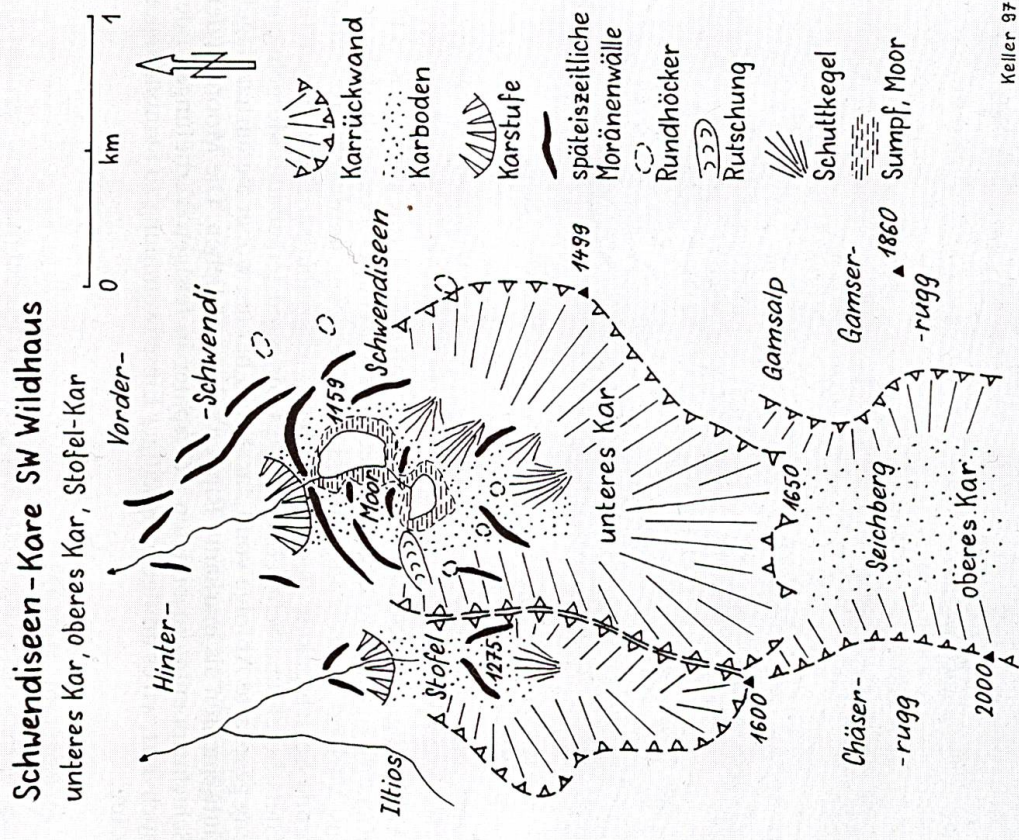 Schwendiseen-Kare SW Wildhaus
unteres Kar, oberes Kar, Stofel-Kar
0 km 1
N
Karrückwand
Karboden
Karstufe
späteiszeitliche
Moränenwälle
Rundhöcker
Rutschung
Schuttkegel
Sumpf, Moor
Vorder-
-Schwendi
Hinter-
Schwendiseen
1159
Moor
Iltios
Stofel
1275
1499
unteres Kar
Gamsalp
1600
1650
Gamser-
-rugg
1860
Seichberg
oberes Kar
Chäser-
-rugg
2000
Keller 97